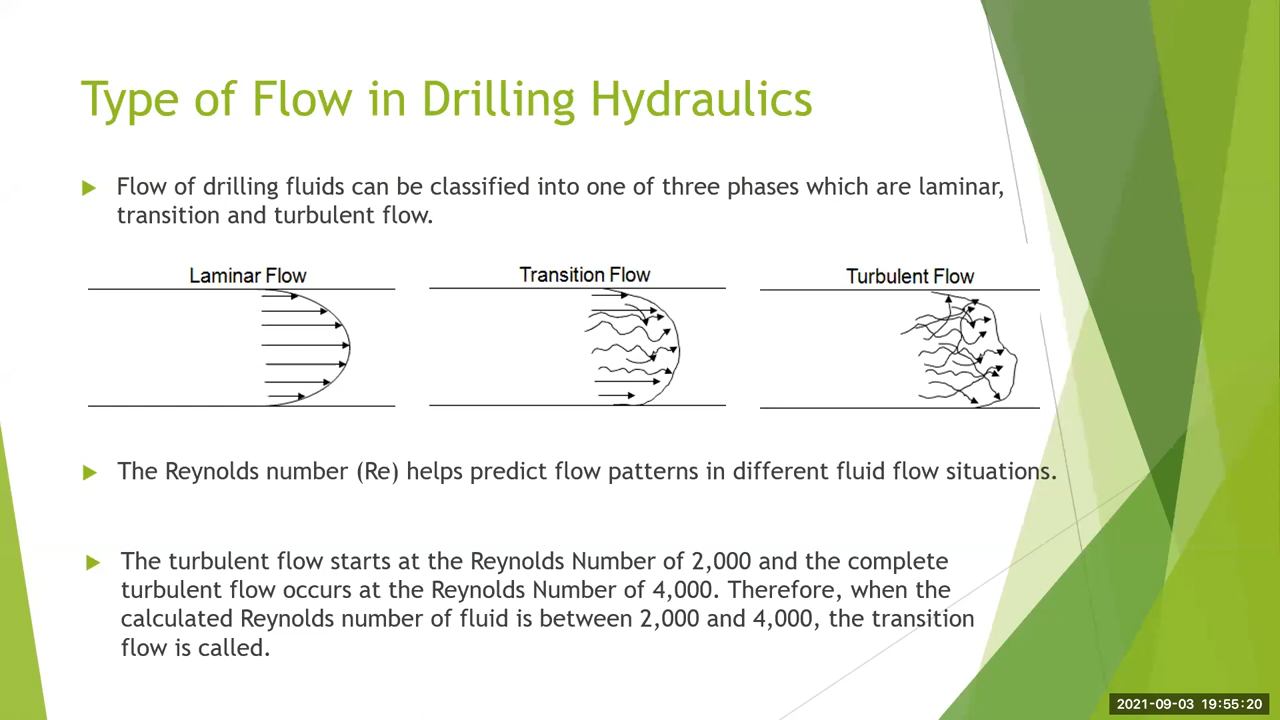 Type of Flow in Drilling Hydraulics
Flow of drilling fluids can be classified into one of three phases which are laminar,
transition and turbulent flow.
Laminar Flow
Transition Flow
Turbulent Flow
The Reynolds number (Re) helps predict flow patterns in different fluid flow situations.
The turbulent flow starts at the Reynolds Number of 2,000 and the complete
turbulent flow occurs at the Reynolds Number of 4,000. Therefore, when the
calculated Reynolds number of fluid is between 2,000 and 4,000, the transition
flow is called.
2021-09-03 19:55:20